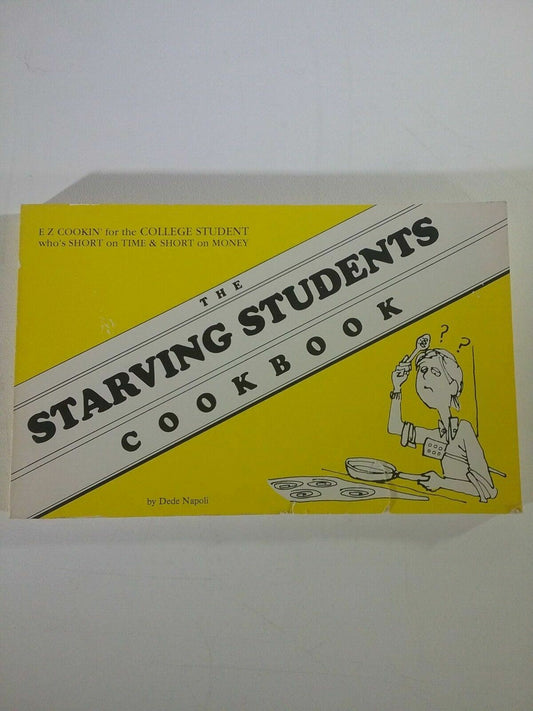 E Z COOKIN' for the COLLEGE STUDENT
who's SHORT on TIME & SHORT on MONEY
THE
STARVING STUDENTS
COOKBOOK
? ?
by Dede Napoli